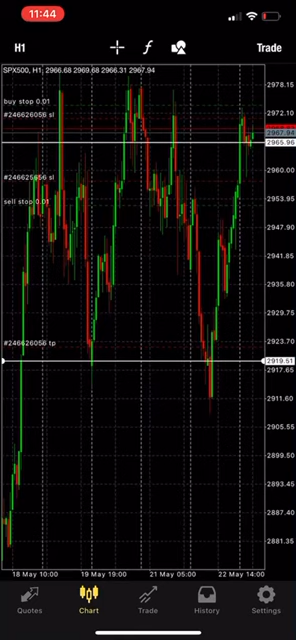 11:44
H1
Trade
SPX500, H1, 2966.68 2969.68 2966.31 2967.94
2978.15
buy stop 0.01
2972.10
#246626056 sl
2967.94
2965.96
2960.00
#246625656 sl
2953.95
sell stop 0.01
2947.90
2941.85
2935.80
2929.75
2923.70
#246626056 tp
2919.51
2917.65
2911.60
2905.55
2899.50
2893.45
2887.40
2881.35
18 May 10:00
19 May 19:00
21 May 05:00
22 May 14:00
Quotes
Chart
Trade
History
Settings